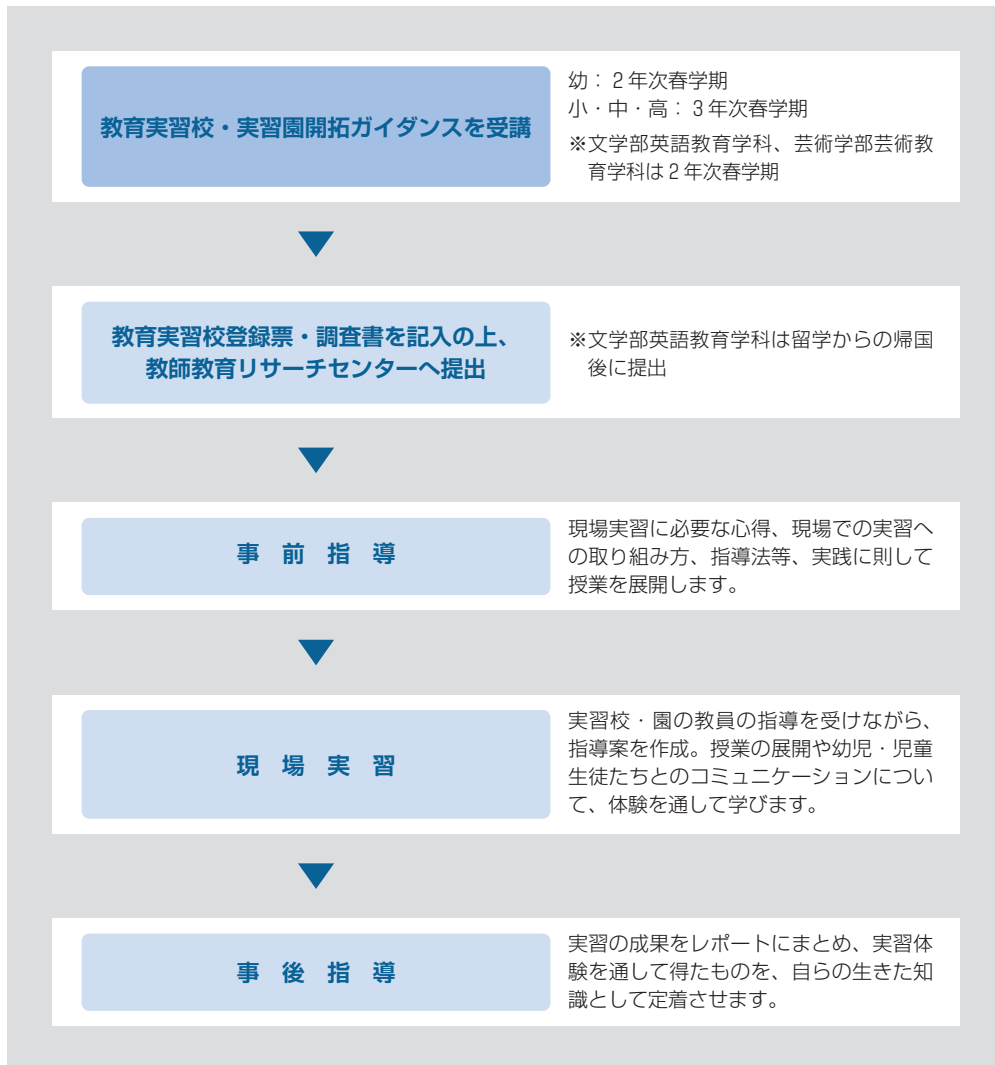 教育実習校・実習園開拓ガイダンスを受講
幼：2年次春学期
小・中・高：3年次春学期
※文学部英語教育学科、芸術学部芸術教
育学科は2年次春学期
教育実習校登録票・調査書を記入の上、
教師教育リサーチセンターへ提出
※文学部英語教育学科は留学からの帰国
後に提出
事前指導
現場実習に必要な心得、現場での実習へ
の取り組み方、指導法等、実践に則して
授業を展開します。
現場実習
実習校・園の教員の指導を受けながら、
指導案を作成。授業の展開や幼児・児童
生徒たちとのコミュニケーションについ
て、体験を通して学びます。
事後指導
実習の成果をレポートにまとめ、実習体
験を通して得たものを、自らの生きた知
識として定着させます。